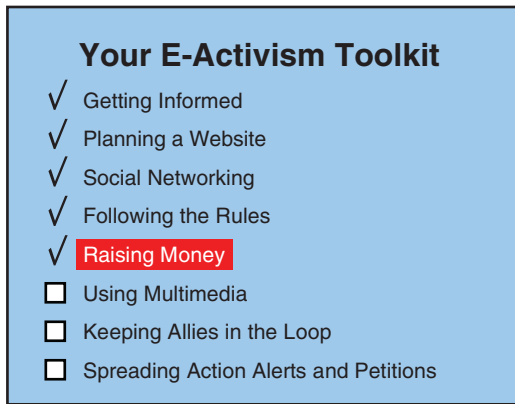 Your E-Activism Toolkit
√ Getting Informed
√ Planning a Website
√ Social Networking
√ Following the Rules
√ Raising Money
☐ Using Multimedia
☐ Keeping Allies in the Loop
☐ Spreading Action Alerts and Petitions